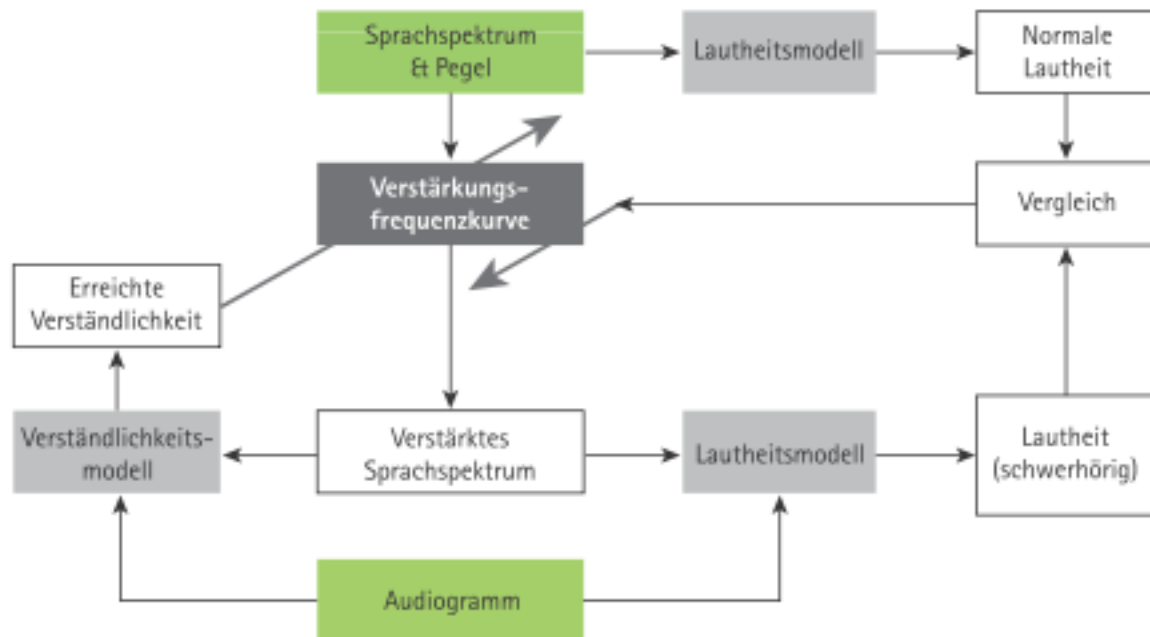 Sprachspektrum
& Pegel
Lautheitsmodell
Normale
Lautheit
Verstärkungs-
frequenzkurve
Vergleich
Erreichte
Verständlichkeit
Verständlichkeits-
modell
Verstärktes
Sprachspektrum
Lautheitsmodell
Lautheit
(schwerhörig)
Audiogramm